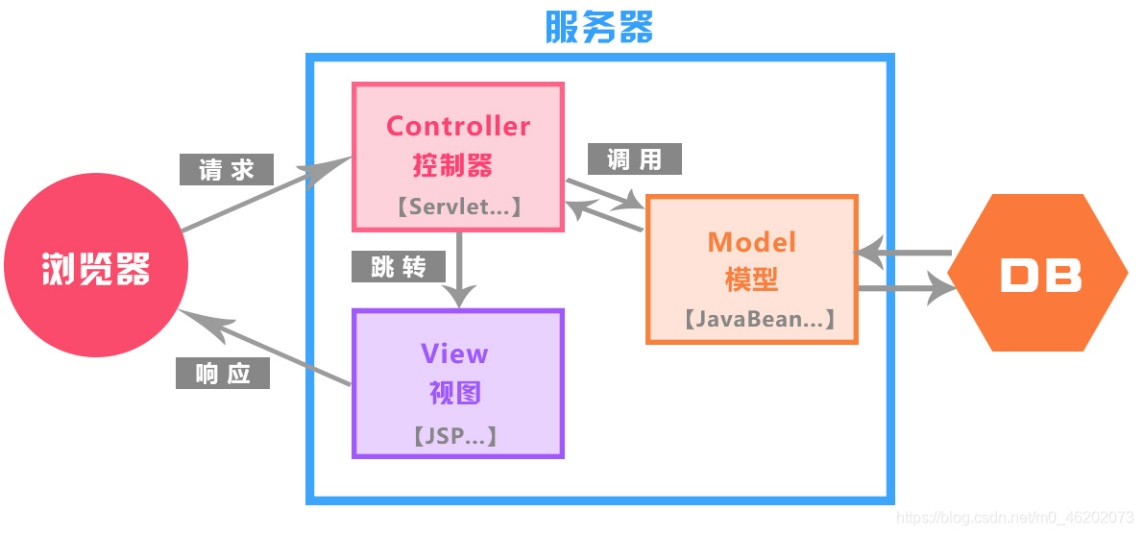 服务器
Controller
控制器
【Servlet...】
请求
调用
浏览器
跳转
Model
模型
【JavaBean...】
DB
View
视图
【JSP...】
响应
https://blog.csdn.net/m0_46202073